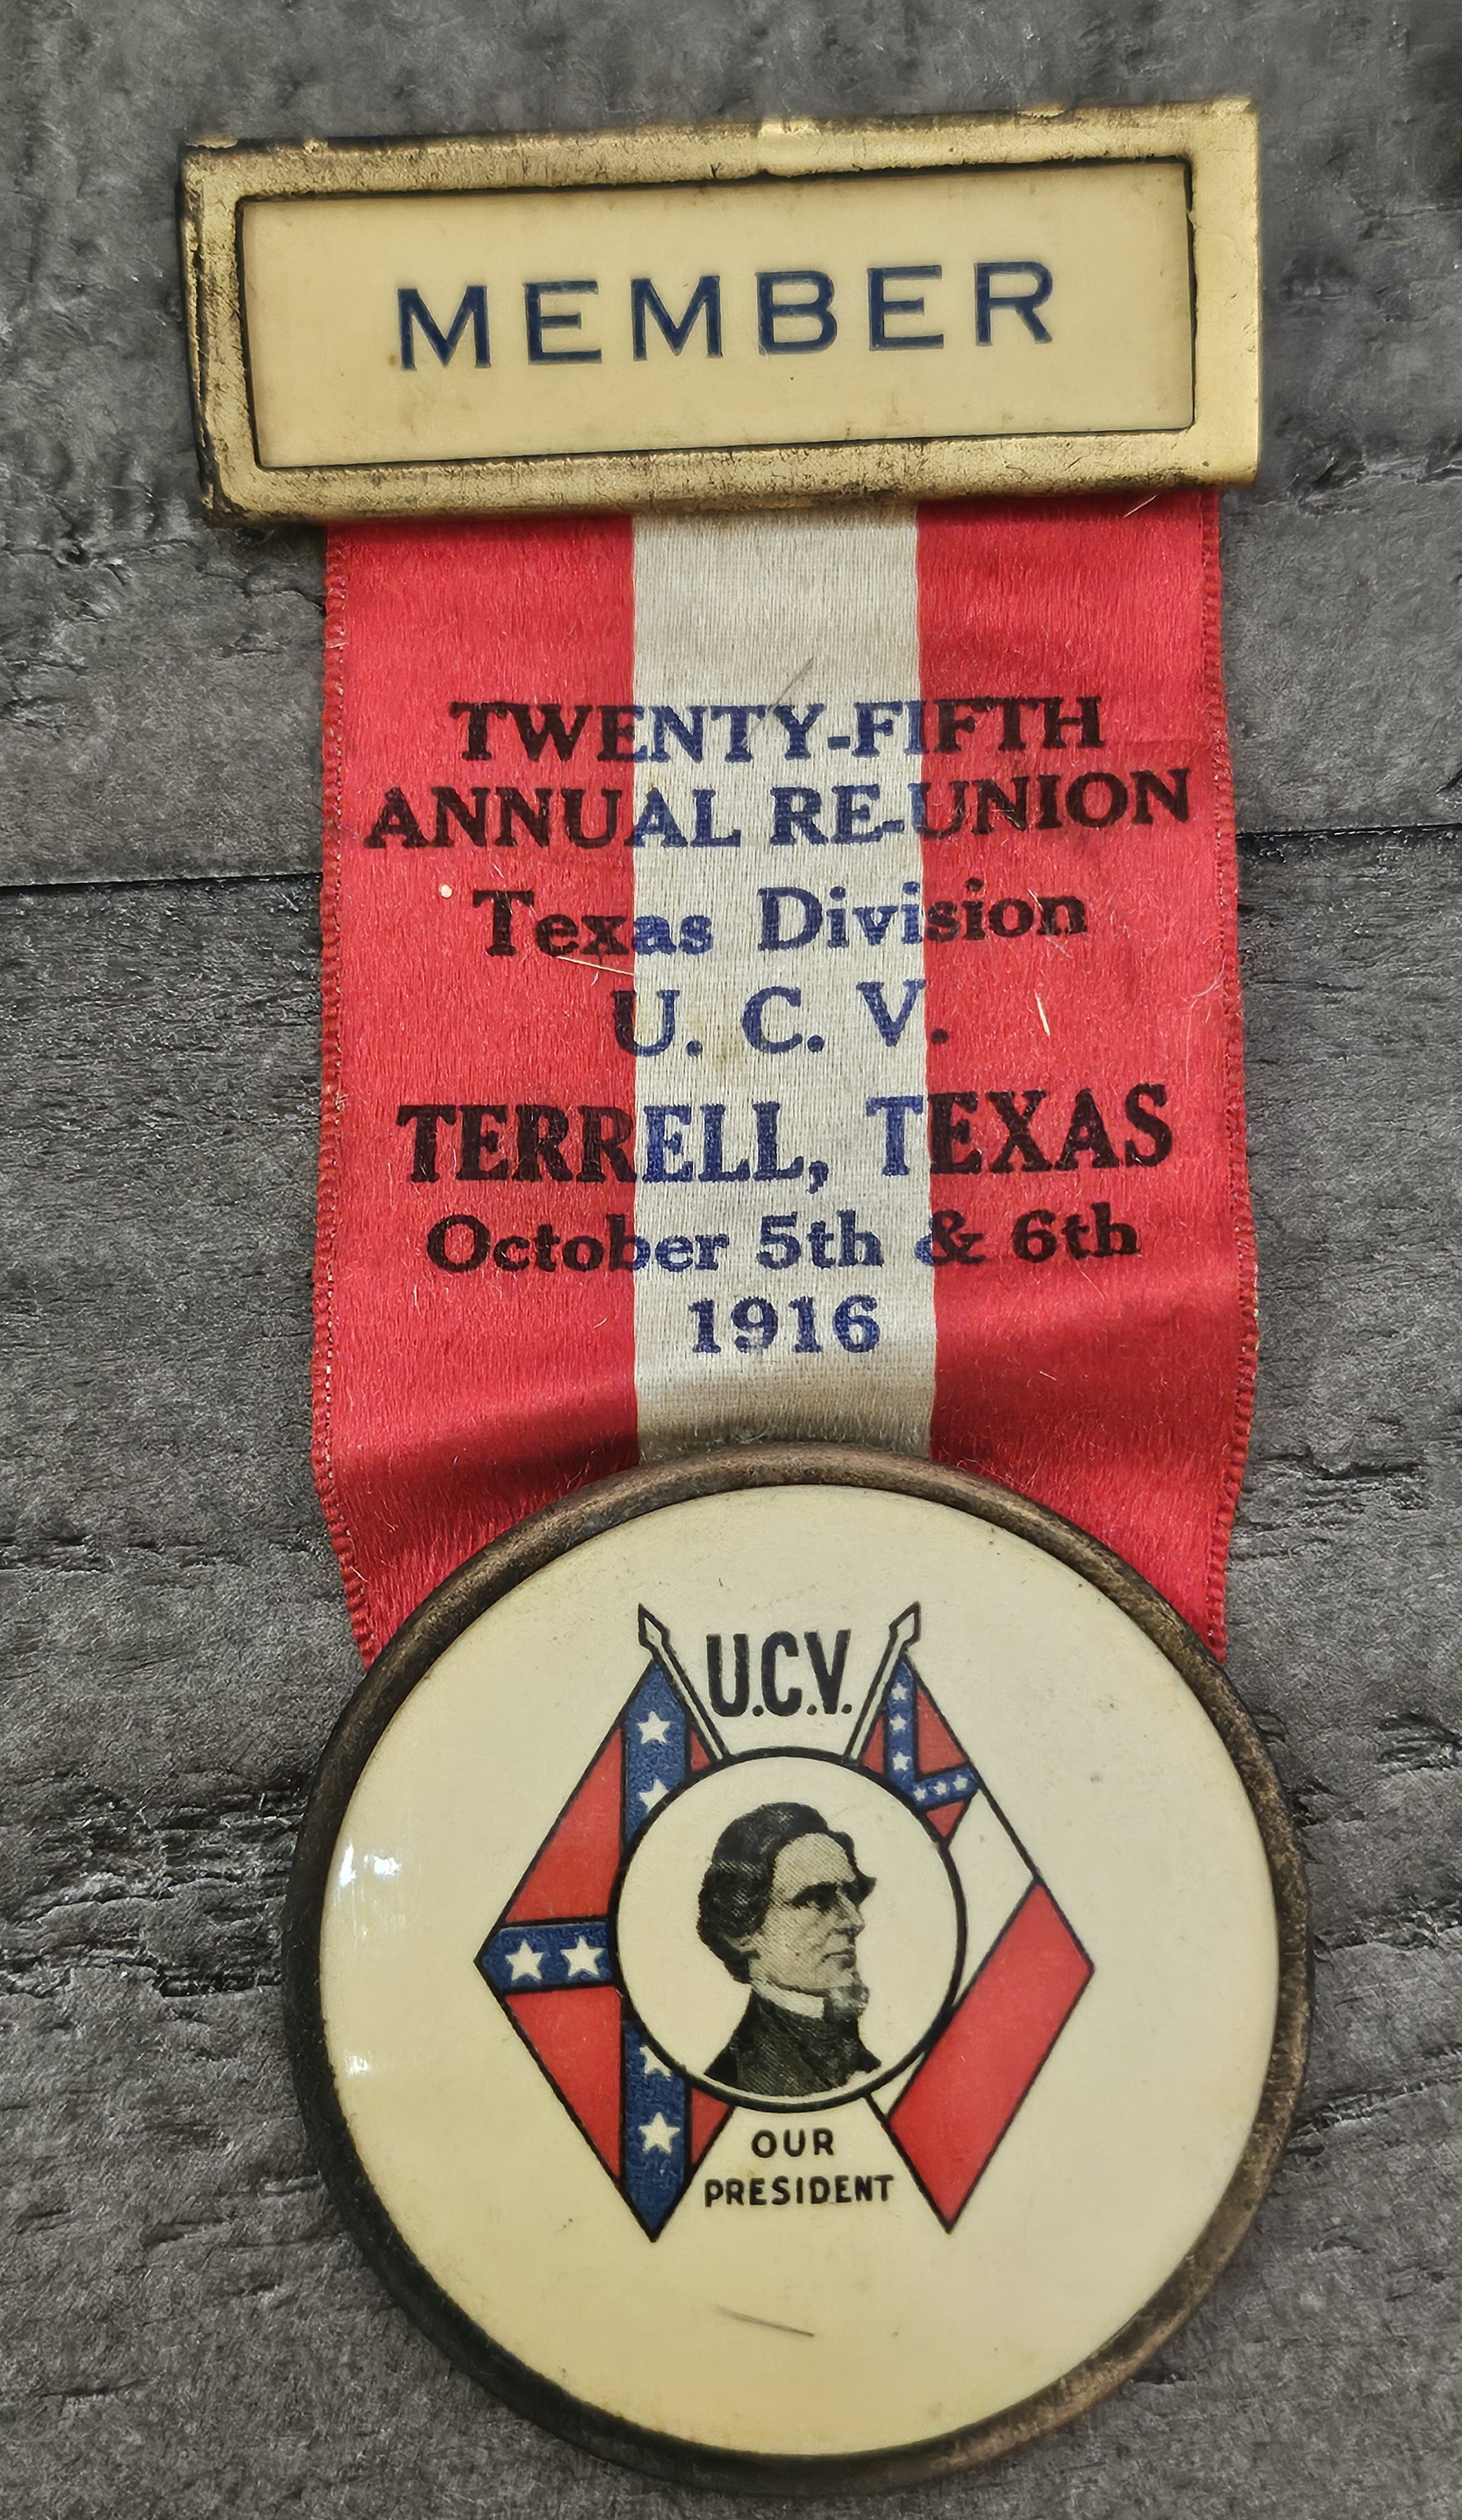 MEMBER
TWENTY-FIFTH
ANNUAL RE-UNION
Texas Division
U. C. V.
TERRELL, TEXAS
October 5th & 6th
1916
U.C.V.
OUR
PRESIDENT